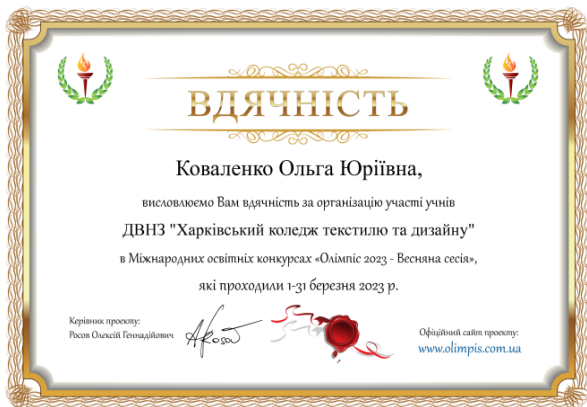 ВДЯЧНІСТЬ
Коваленко Ольга Юріївна,
висловлюємо Вам вдячність за організацію участі учнів
ДВНЗ "Харківський коледж текстилю та дизайну"
в Міжнародних освітніх конкурсах «Олімпіс 2023 - Весняна сесія»,
які проходили 1-31 березня 2023 р.
Керівник проекту:
Росов Олексій Геннадійович
Офіційний сайт проекту:
www.olimpis.com.ua